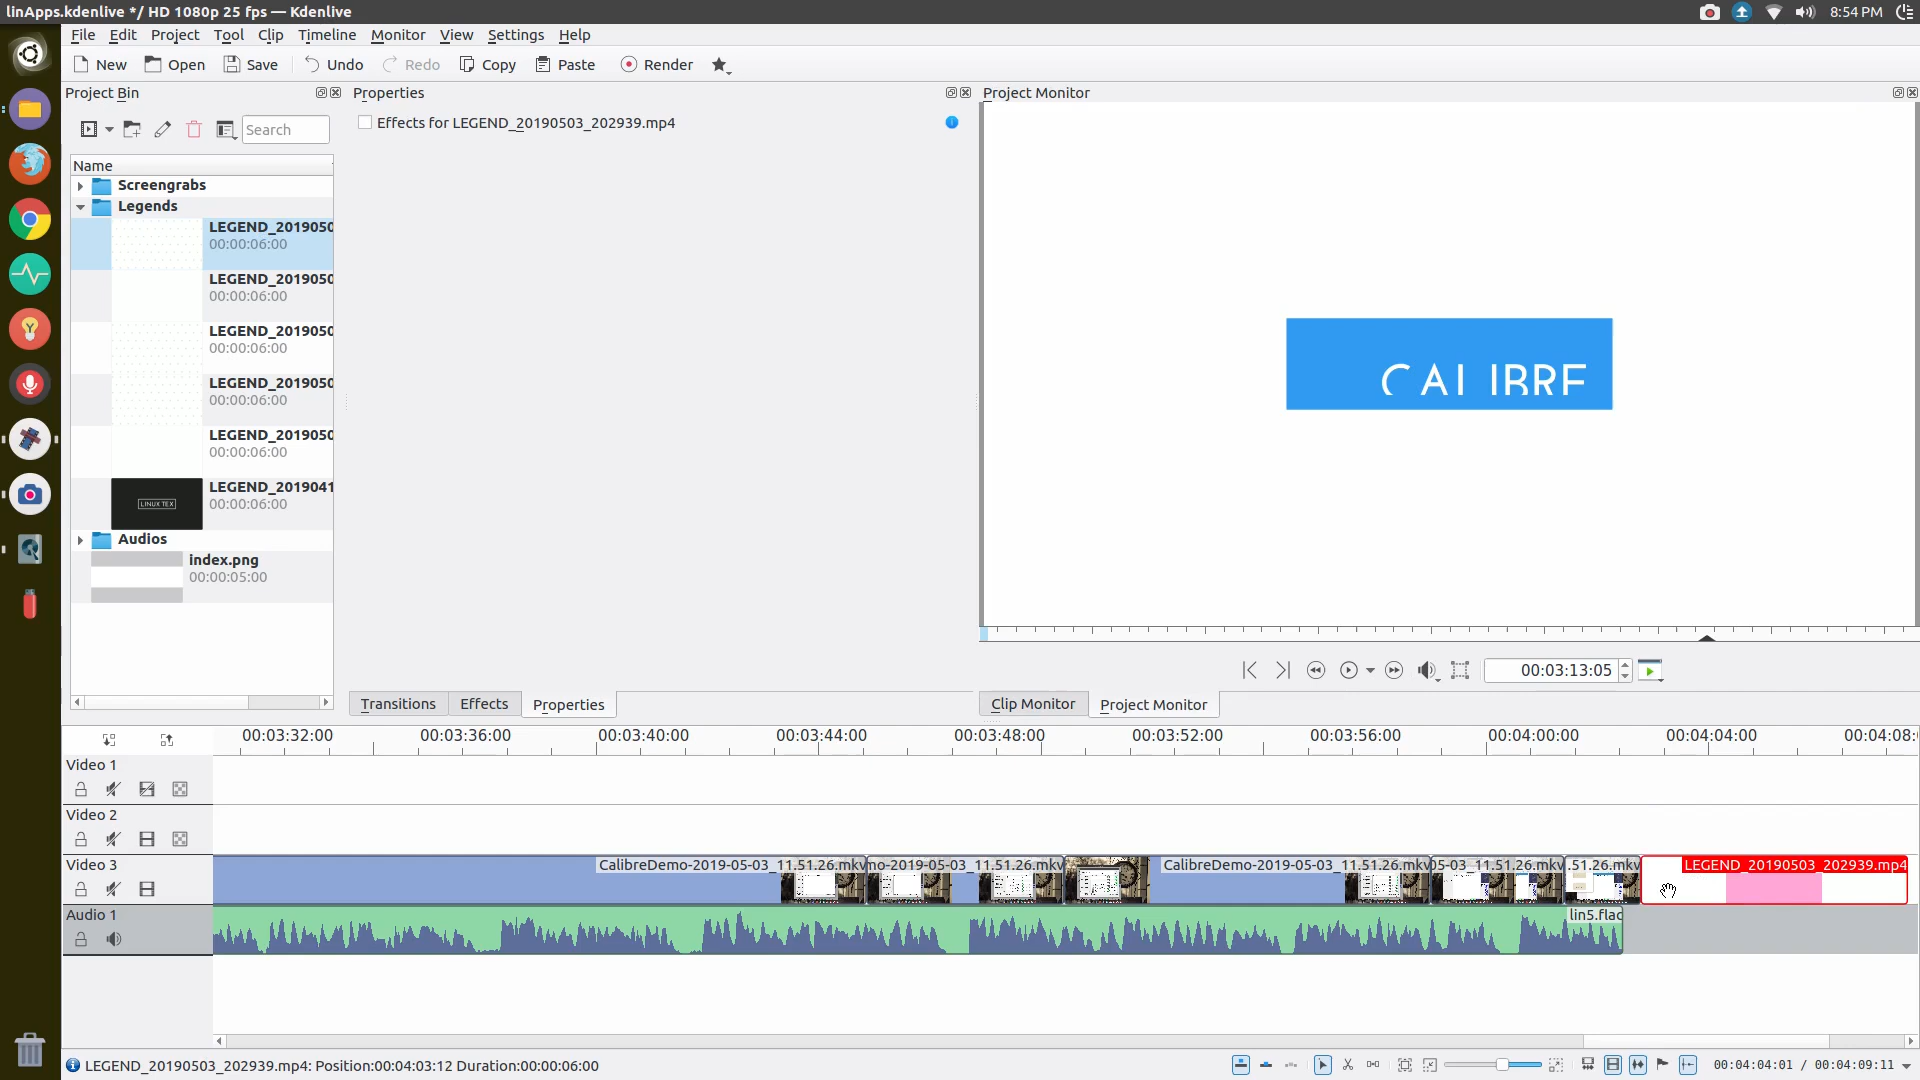 linApps.kdenlive */ HD 1080p 25 fps — Kdenlive
8:54 PM
File Edit Project Tool Clip Timeline Monitor View Settings Help
New Open Save Undo Redo Copy Paste Render
Project Bin
Properties
Project Monitor
Search
Effects for LEGEND_20190503_202939.mp4
Name
Screengrabs
Legends
LEGEND_2019050
00:00:06:00
LEGEND_2019050
00:00:06:00
LEGEND_2019050
00:00:06:00
LEGEND_2019050
00:00:06:00
LEGEND_2019050
00:00:06:00
LEGEND_2019041
00:00:06:00
LINUX TEX
Audios
index.png
00:00:05:00
CALIBRE
00:03:13:05
Transitions Effects Properties
Clip Monitor Project Monitor
00:03:32:00 00:03:36:00 00:03:40:00 00:03:44:00 00:03:48:00 00:03:52:00 00:03:56:00 00:04:00:00 00:04:04:00 00:04:08:0
Video 1
Video 2
Video 3
CalibreDemo-2019-05-03_11.51.26.mkv
mo-2019-05-03_11.51.26.mkv
CalibreDemo-2019-05-03_11.51.26.mkv
05-03_11.51.26.mkv
.51.26.mkv
LEGEND_20190503_202939.mp4
Audio 1
lin5.flac
LEGEND_20190503_202939.mp4: Position:00:04:03:12 Duration:00:00:06:00
00:04:04:01 / 00:04:09:11